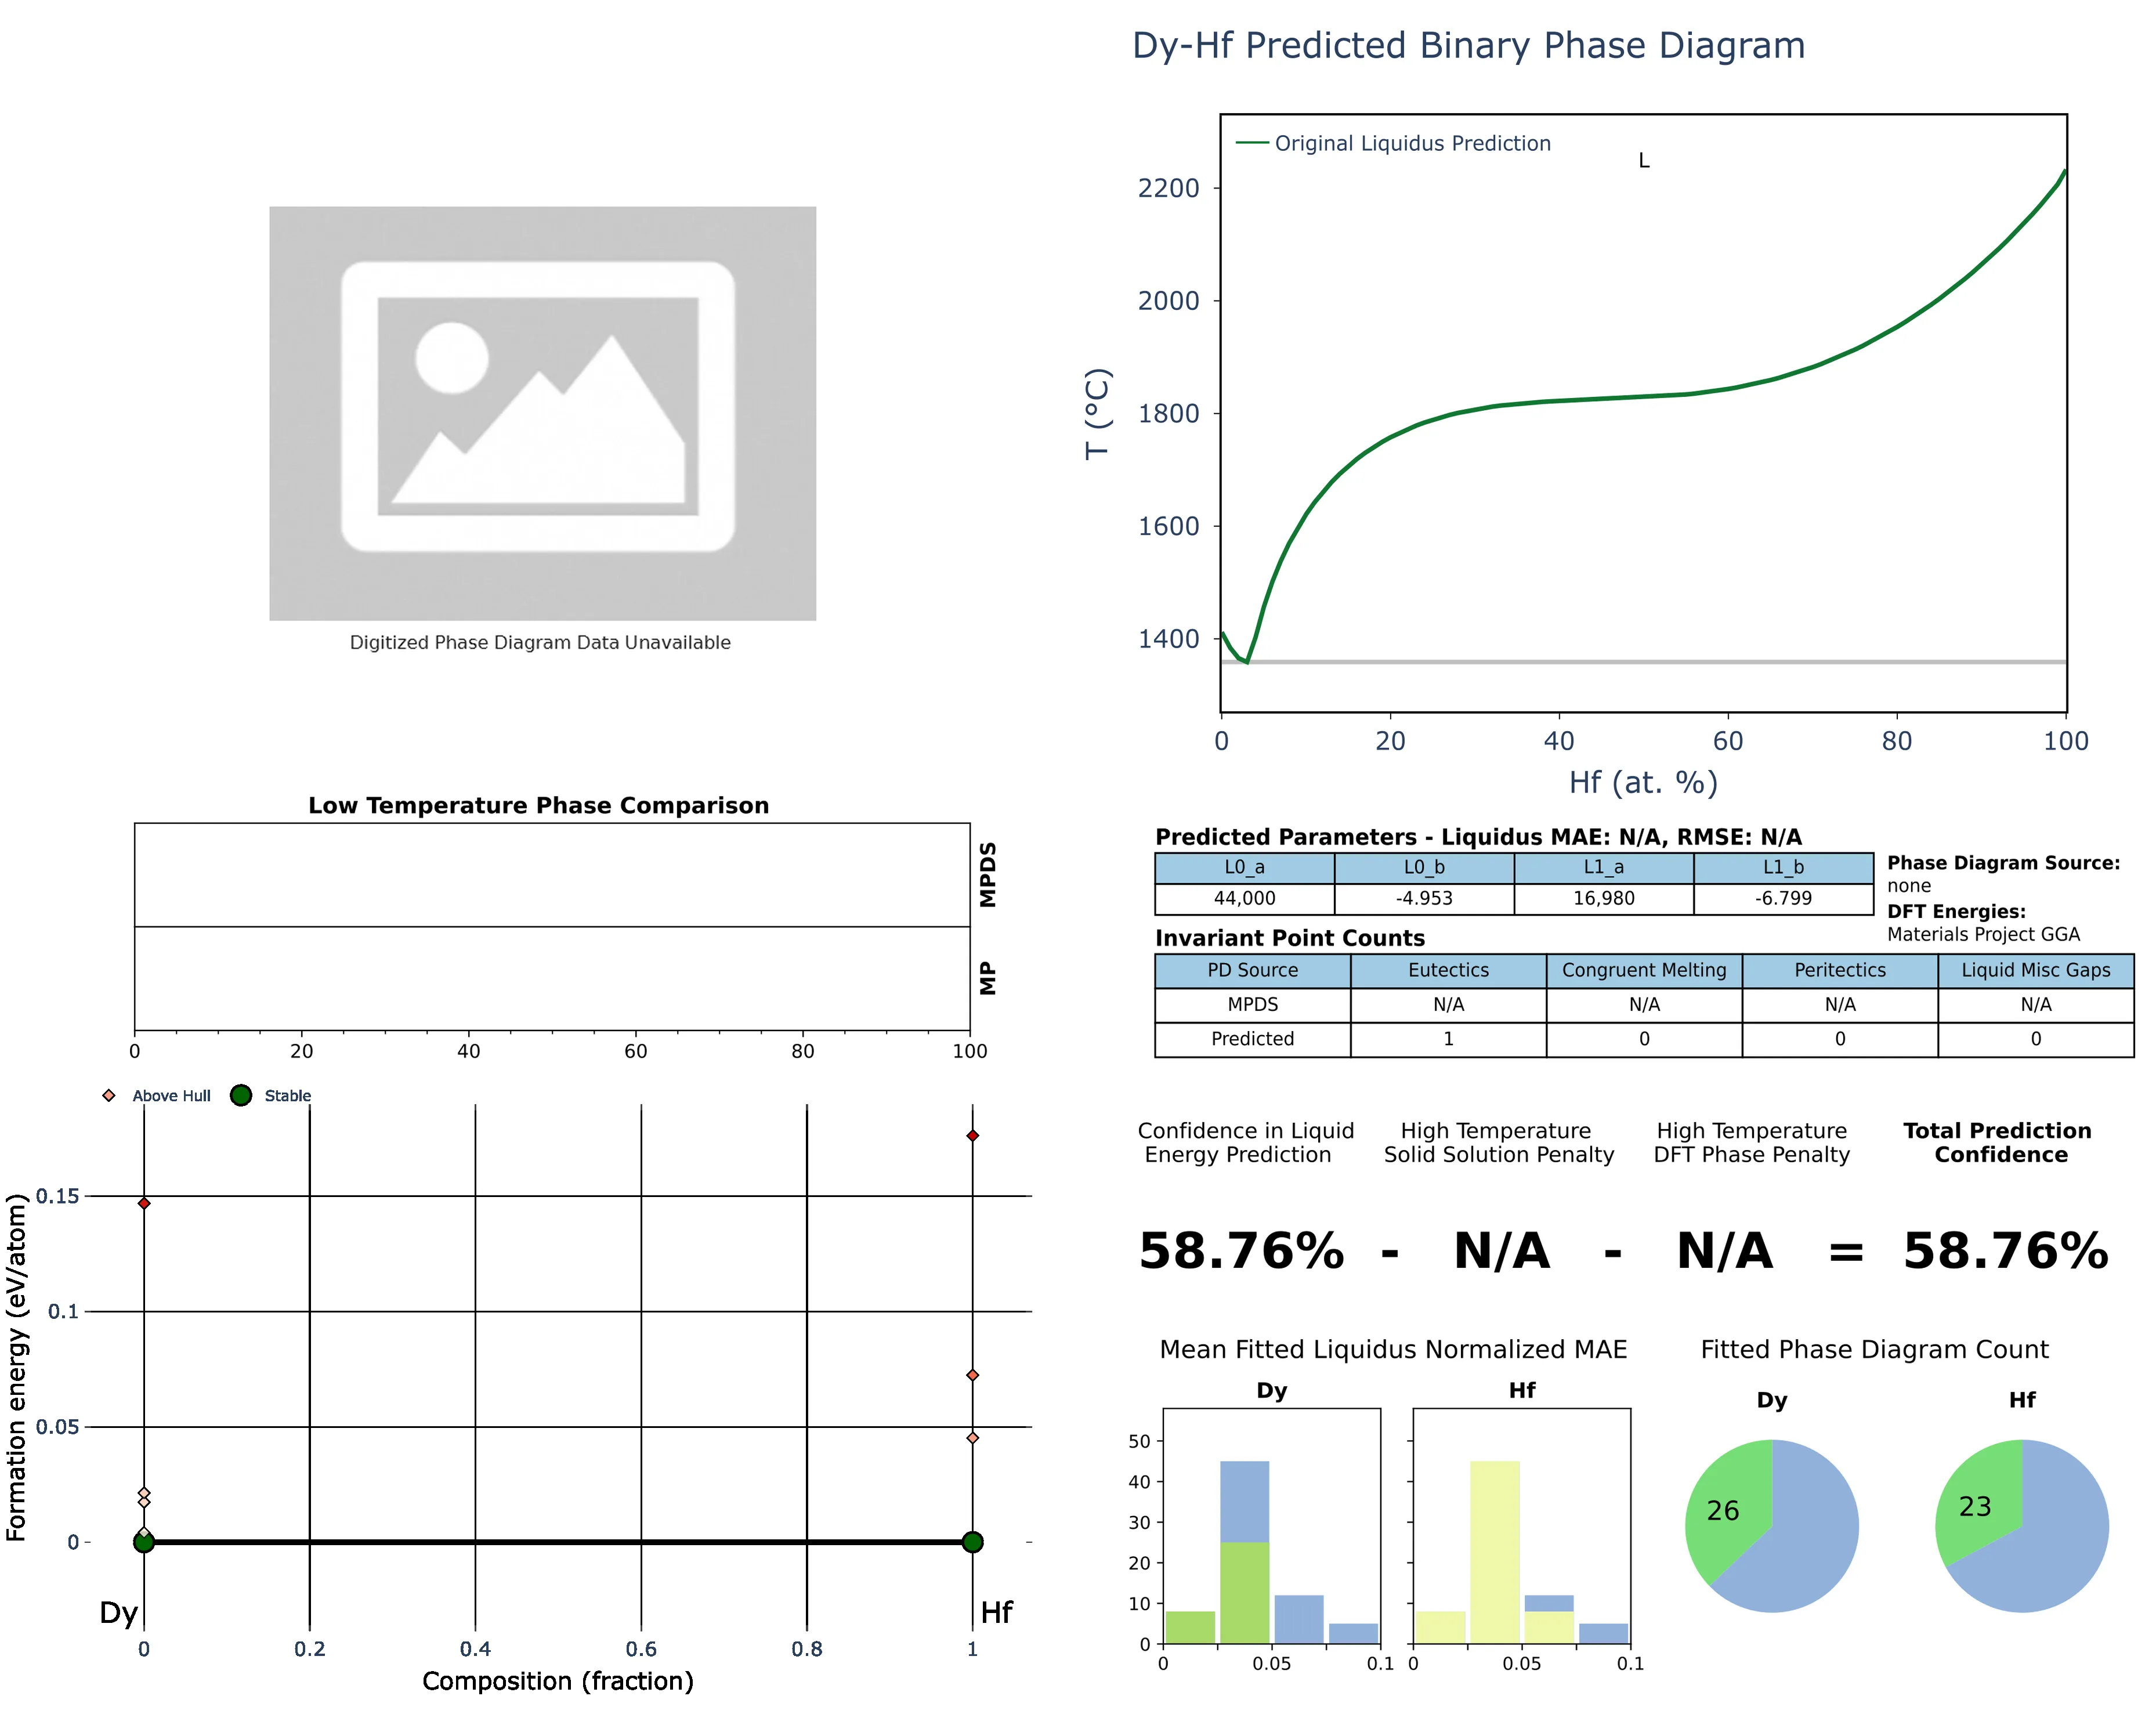 Dy-Hf Predicted Binary Phase Diagram
Digitized Phase Diagram Data Unavailable
Original Liquidus Prediction
L
2200
2000
1800
1600
1400
T (°C)
0 20 40 60 80 100
Hf (at. %)
Low Temperature Phase Comparison
MPDS
MP
0 20 40 60 80 100
Predicted Parameters - Liquidus MAE: N/A, RMSE: N/A
L0_a L0_b L1_a L1_b
44,000 -4.953 16,980 -6.799
Phase Diagram Source:
none
DFT Energies:
Materials Project GGA
Invariant Point Counts
PD Source Eutectics Congruent Melting Peritectics Liquid Misc Gaps
MPDS N/A N/A N/A N/A
Predicted 1 0 0 0
Above Hull Stable
0.15
0.1
0.05
0
Formation energy (eV/atom)
Dy Hf
0 0.2 0.4 0.6 0.8 1
Composition (fraction)
Confidence in Liquid
Energy Prediction
High Temperature
Solid Solution Penalty
High Temperature
DFT Phase Penalty
Total Prediction
Confidence
58.76% - N/A - N/A = 58.76%
Mean Fitted Liquidus Normalized MAE
Dy Hf
50
40
30
20
10
0
0 0.05 0.1 0 0.05 0.1
Fitted Phase Diagram Count
Dy Hf
26 23